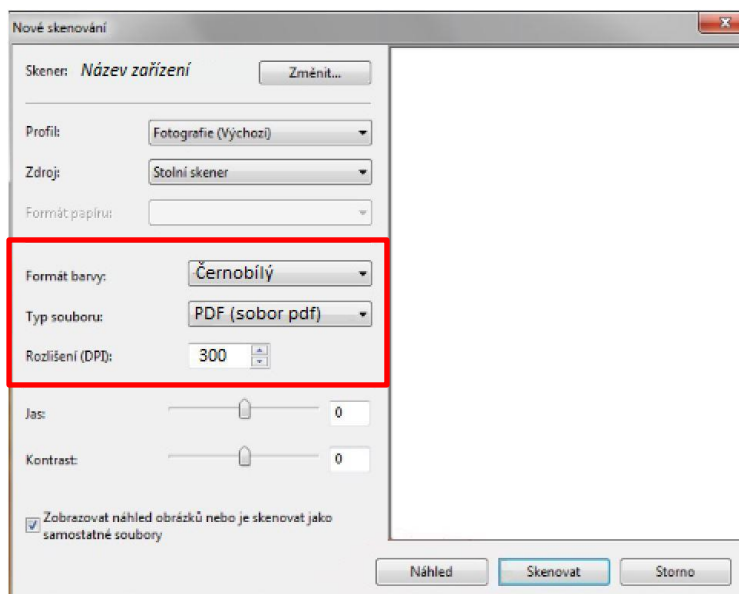 Nové skenování
Skener: Název zařízení
Změnit...
Profil: Fotografie (Výchozí)
Zdroj: Stolní skener
Formát papíru:
Formát barvy: Černobílý
Typ souboru: PDF (sobor pdf)
Rozlišení (DPI): 300
Jas: 0
Kontrast: 0
Zobrazovat náhled obrázků nebo je skenovat jako
samostatné soubory
Náhled Skenovat Storno